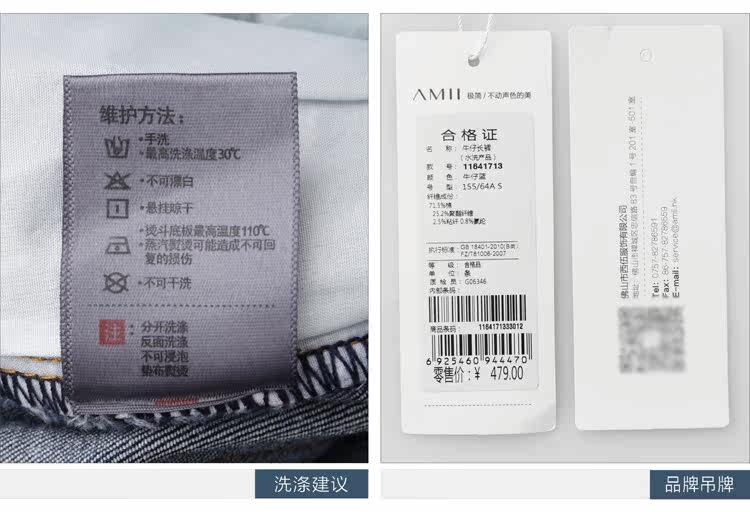 维护方法：
·手洗
·最高洗涤温度30℃
·不可漂白
·悬挂晾干
·熨斗底板最高温度110℃
·蒸汽熨烫可能造成不可回
复的损伤
·不可干洗
注：
分开洗涤
反面洗涤
不可浸泡
垫布熨烫
洗涤建议
AMII 极简/不动声色的美
合格证
名 称：牛仔长裤
（水洗产品）
款 号：11641713
颜 色：牛仔蓝
型 号：155/64A S
纤维成份：
71.5%棉
25.2%聚酯纤维
2.5%粘纤 0.8%氨纶
执行标准：GB 18401-2010(B类)
FZ/T81006-2007
等 级：合格品
单 位：条
质 检 员：G06346
内部条码：
商品条码：1164171333012
6 925460 944470
零售价：¥ 479.00
佛山市西伍服饰有限公司
Tel: 0757-82786591
Fax: 86-757-82786559
E-mail: service@amii.hk
品牌吊牌